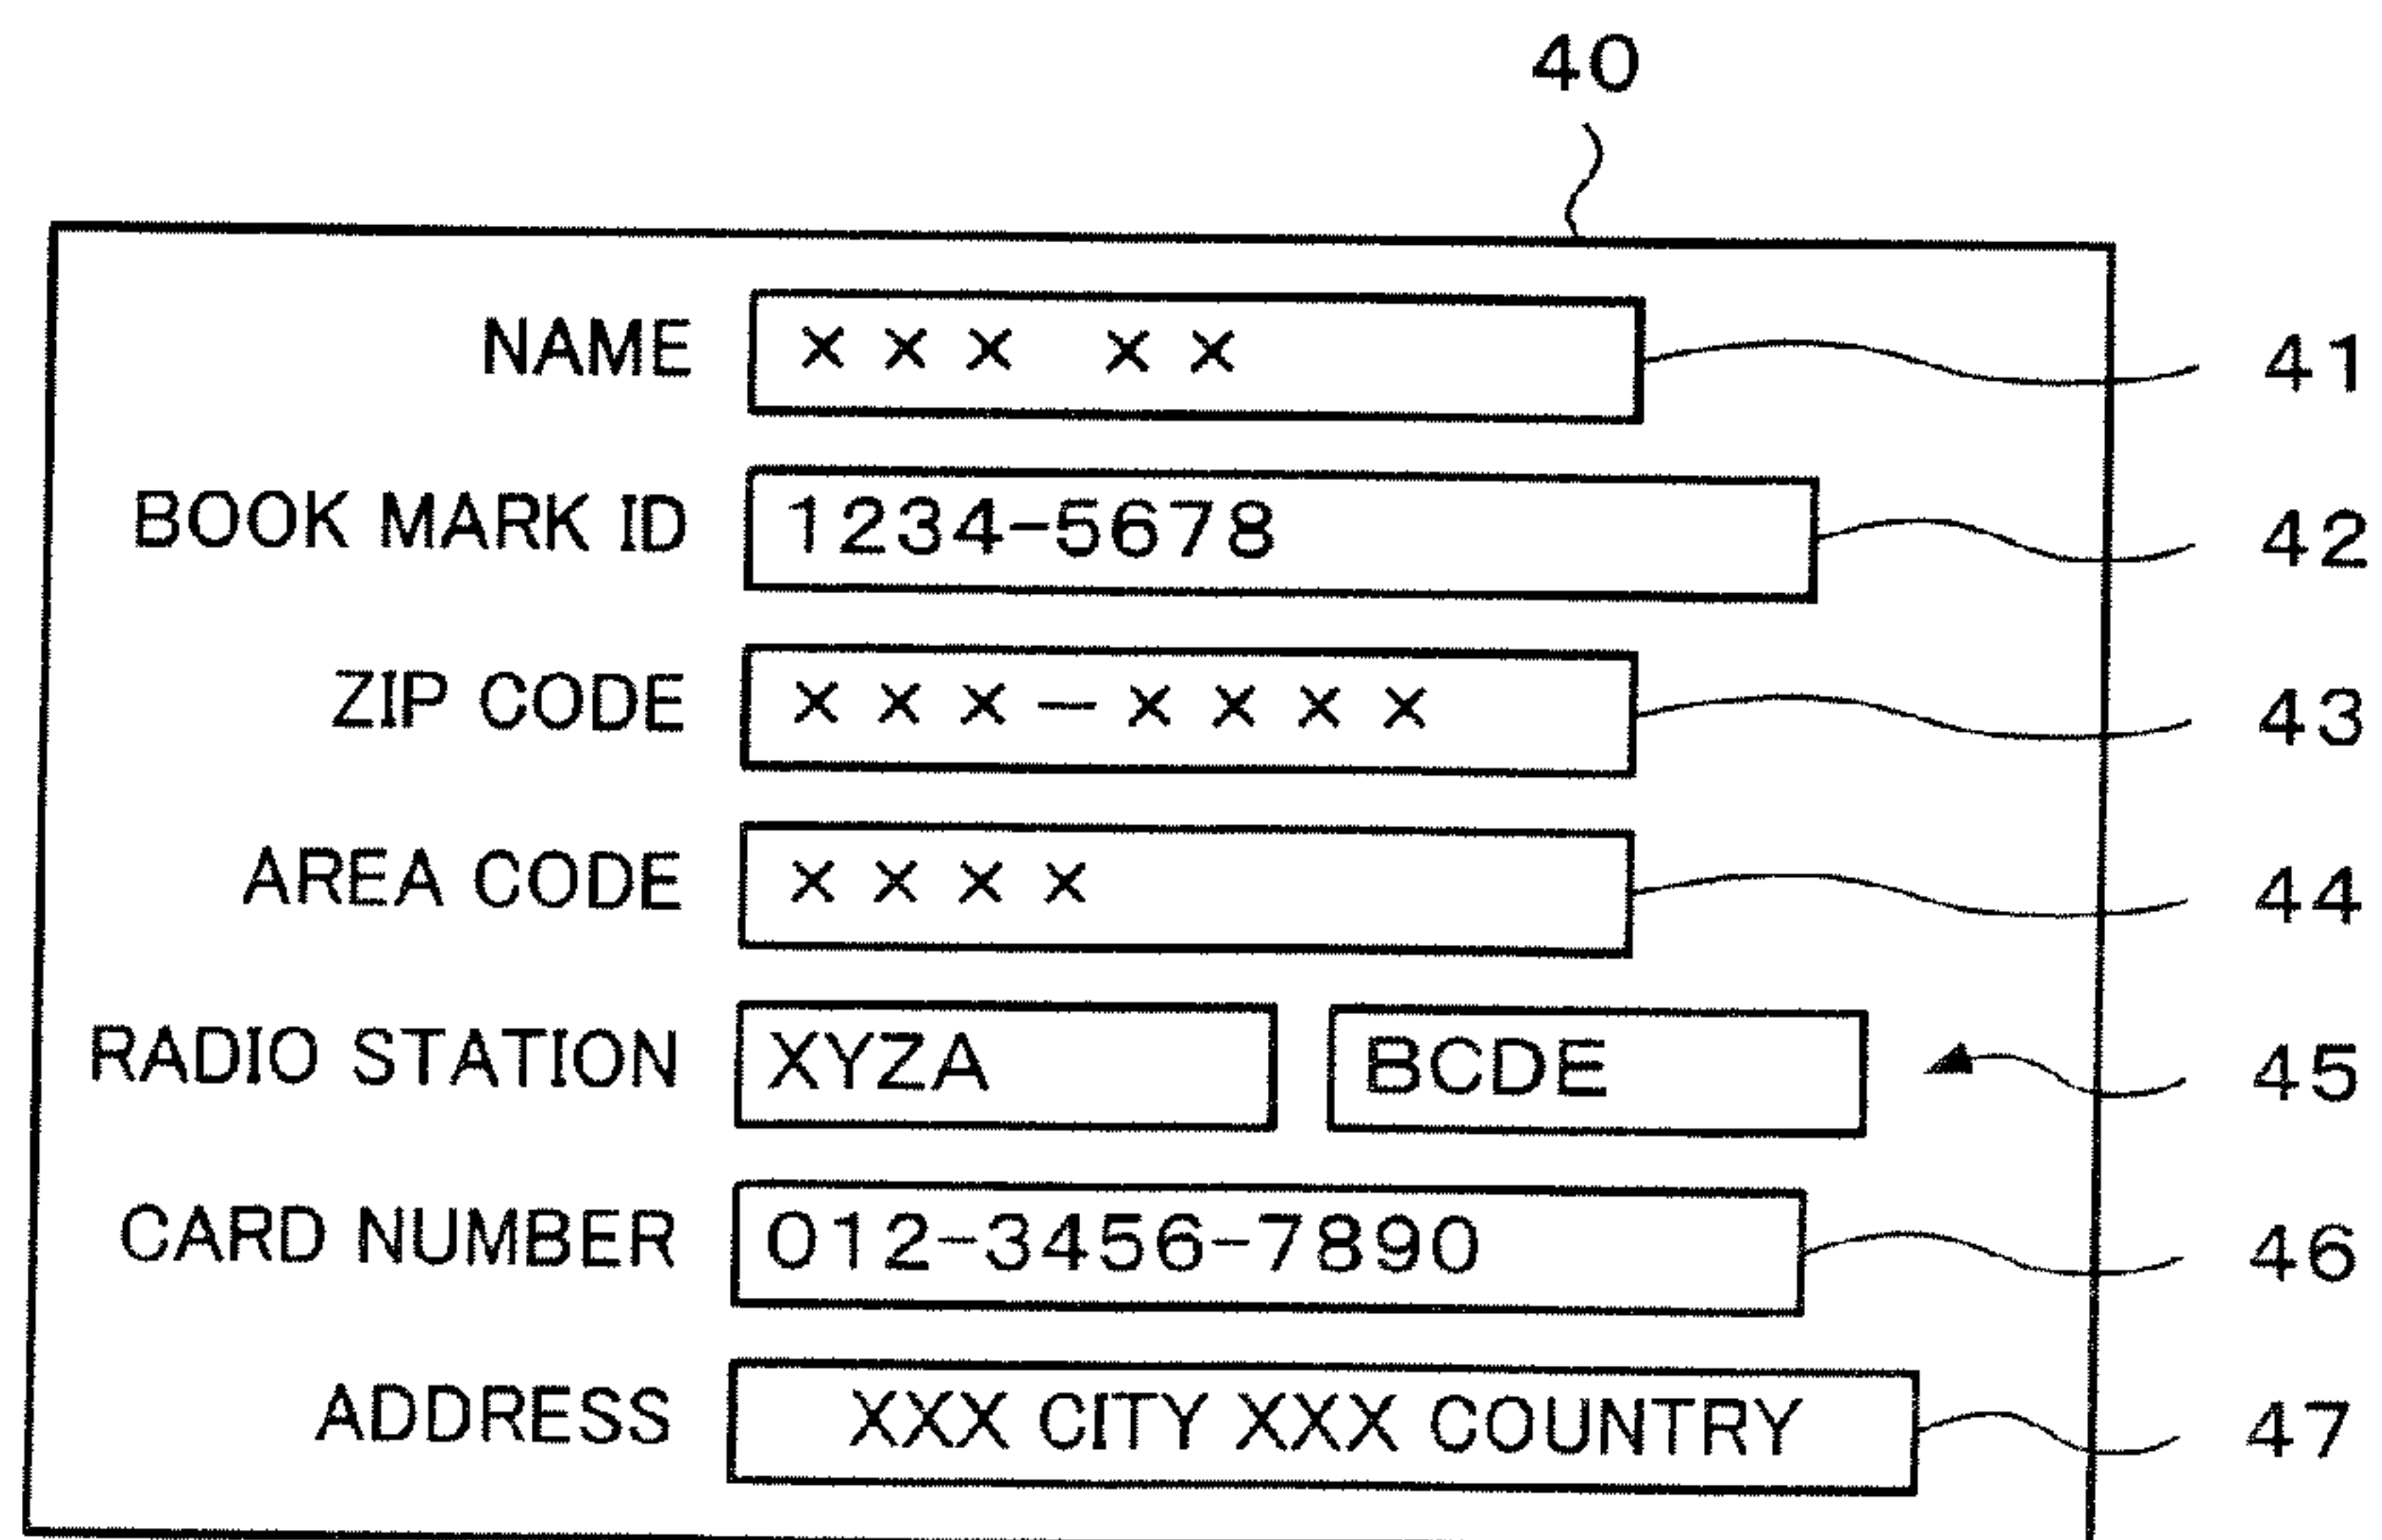 40
NAME × × × × × 41
BOOK MARK ID 1234-5678 42
ZIP CODE × × × - × × × × 43
AREA CODE × × × × 44
RADIO STATION XYZA BCDE 45
CARD NUMBER 012-3456-7890 46
ADDRESS XXX CITY XXX COUNTRY 47